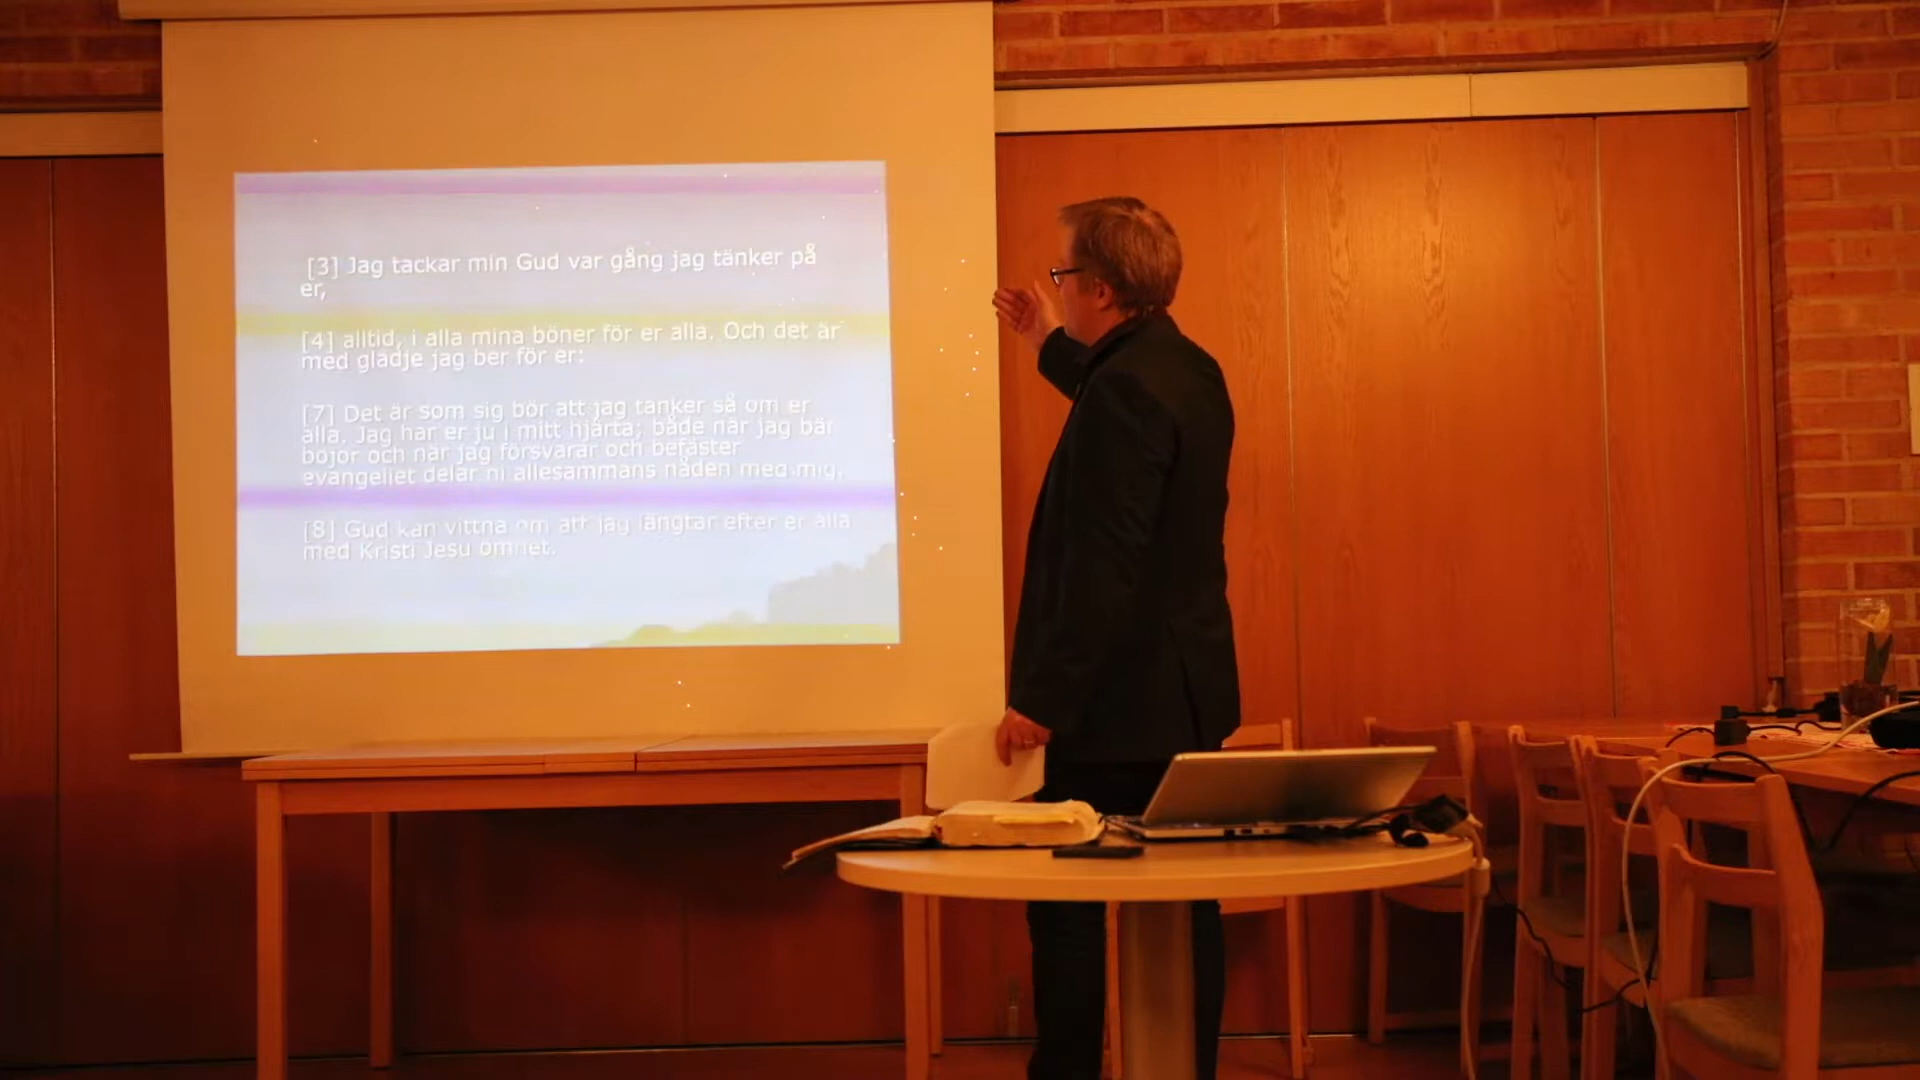 [3] Jag tackar min Gud var gång jag tänker på
er,
[4] alltid, i alla mina böner för er alla. Och det är
med glädje jag ber för er:
[7] Det är som sig bör att jag tänker så om er
alla. Jag har er ju i mitt hjärta; både när jag bär
bojor och när jag försvarar och befäster
evangeliet delar ni allesammans nåden med mig.
[8] Gud kan vittna om att jag längtar efter er alla
med Kristi Jesu ömhet.